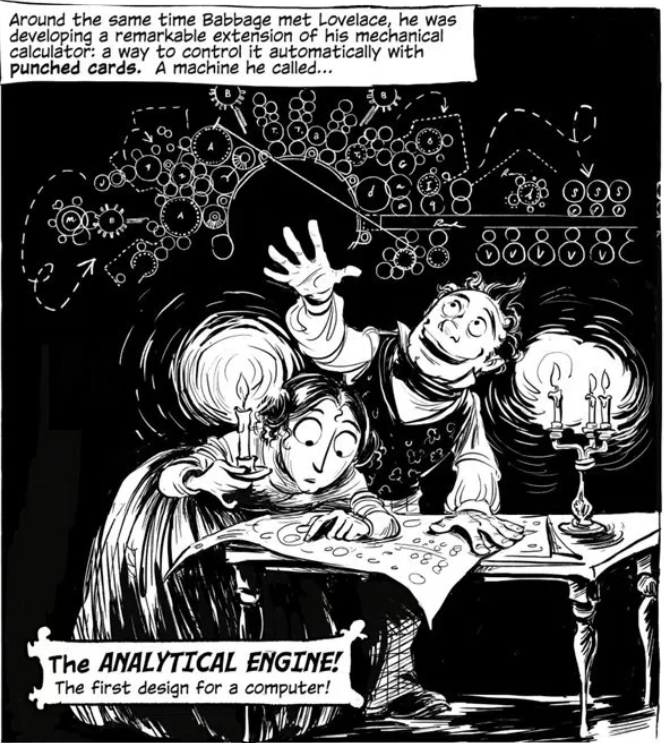 Around the same time Babbage met Lovelace, he was
developing a remarkable extension of his mechanical
calculator: a way to control it automatically with
punched cards. A machine he called...
B
B
A
A
A
m
B
d
S S S
V V V V V
The ANALYTICAL ENGINE!
The first design for a computer!